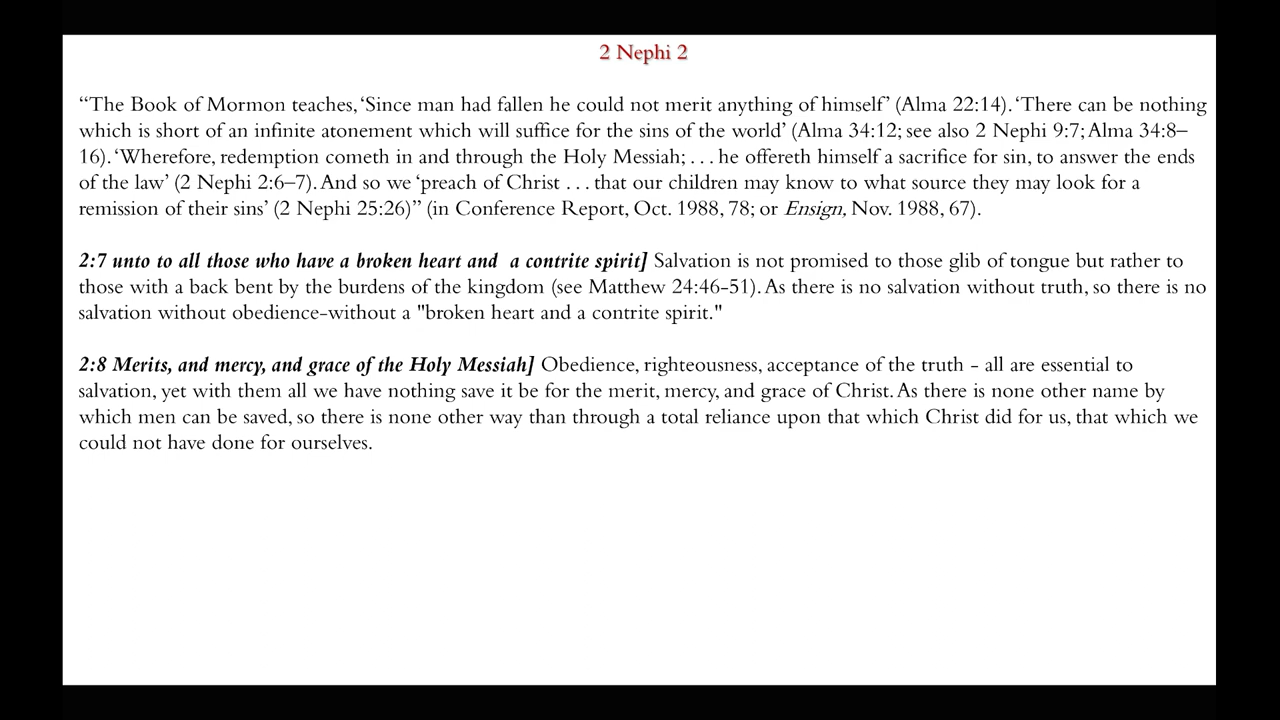 2 Nephi 2
“The Book of Mormon teaches, ‘Since man had fallen he could not merit anything of himself’ (Alma 22:14). ‘There can be nothing
which is short of an infinite atonement which will suffice for the sins of the world’ (Alma 34:12; see also 2 Nephi 9:7; Alma 34:8–
16). ‘Wherefore, redemption cometh in and through the Holy Messiah; . . . he offereth himself a sacrifice for sin, to answer the ends
of the law’ (2 Nephi 2:6–7). And so we ‘preach of Christ . . . that our children may know to what source they may look for a
remission of their sins’ (2 Nephi 25:26)” (in Conference Report, Oct. 1988, 78; or Ensign, Nov. 1988, 67).
2:7 unto to all those who have a broken heart and  a contrite spirit] Salvation is not promised to those glib of tongue but rather to
those with a back bent by the burdens of the kingdom (see Matthew 24:46-51). As there is no salvation without truth, so there is no
salvation without obedience-without a "broken heart and a contrite spirit."
2:8 Merits, and mercy, and grace of the Holy Messiah] Obedience, righteousness, acceptance of the truth - all are essential to
salvation, yet with them all we have nothing save it be for the merit, mercy, and grace of Christ. As there is none other name by
which men can be saved, so there is none other way than through a total reliance upon that which Christ did for us, that which we
could not have done for ourselves.